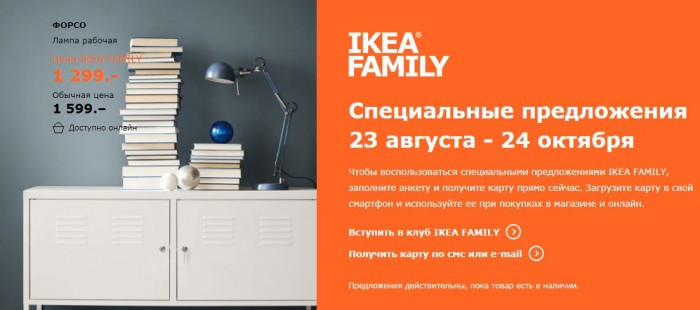 ФОРСО
Лампа рабочая
Цена IKEA FAMILY
1 299.–
Обычная цена
1 599.–
Доступно онлайн
IKEA®
FAMILY
Специальные предложения
23 августа - 24 октября
Чтобы воспользоваться специальными предложениями IKEA FAMILY,
заполните анкету и получите карту прямо сейчас. Загрузите карту в свой
смартфон и используйте ее при покупках в магазине и онлайн.
Вступить в клуб IKEA FAMILY
Получить карту по смс или e-mail
Предложения действительны, пока товар есть в наличии.